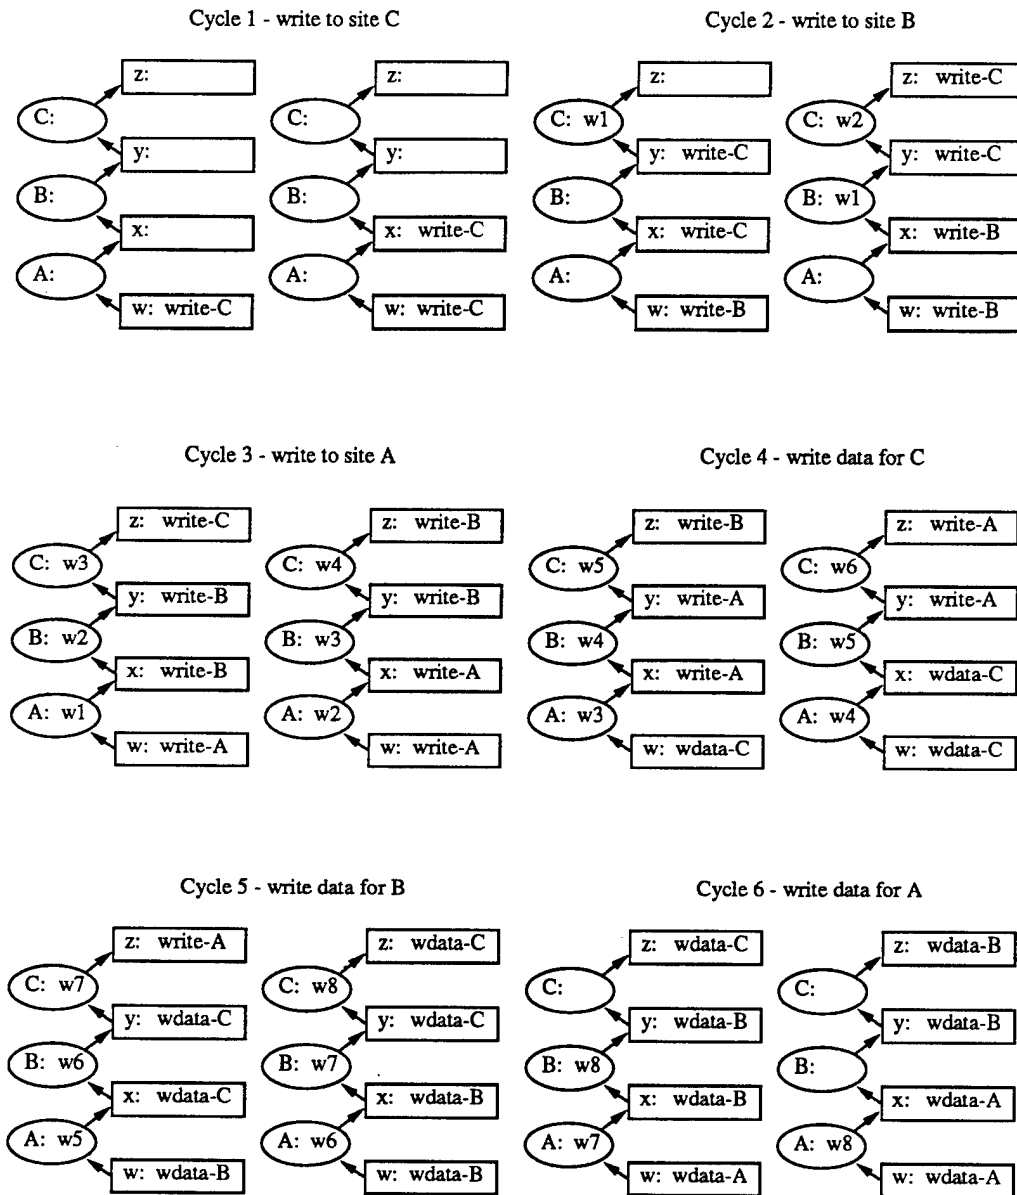 Cycle 1 - write to site C
z:
C:
y:
B:
x:
A:
w: write-C
z:
C:
y:
B:
x: write-C
A:
w: write-C
Cycle 2 - write to site B
z:
C: w1
y: write-C
B:
x: write-C
A:
w: write-B
z: write-C
C: w2
y: write-C
B: w1
x: write-B
A:
w: write-B
Cycle 3 - write to site A
z: write-C
C: w3
y: write-B
B: w2
x: write-B
A: w1
w: write-A
z: write-B
C: w4
y: write-B
B: w3
x: write-A
A: w2
w: write-A
Cycle 4 - write data for C
z: write-B
C: w5
y: write-A
B: w4
x: write-A
A: w3
w: wdata-C
z: write-A
C: w6
y: write-A
B: w5
x: wdata-C
A: w4
w: wdata-C
Cycle 5 - write data for B
z: write-A
C: w7
y: wdata-C
B: w6
x: wdata-C
A: w5
w: wdata-B
z: wdata-C
C: w8
y: wdata-C
B: w7
x: wdata-B
A: w6
w: wdata-B
Cycle 6 - write data for A
z: wdata-C
C:
y: wdata-B
B: w8
x: wdata-B
A: w7
w: wdata-A
z: wdata-B
C:
y: wdata-B
B:
x: wdata-A
A: w8
w: wdata-A